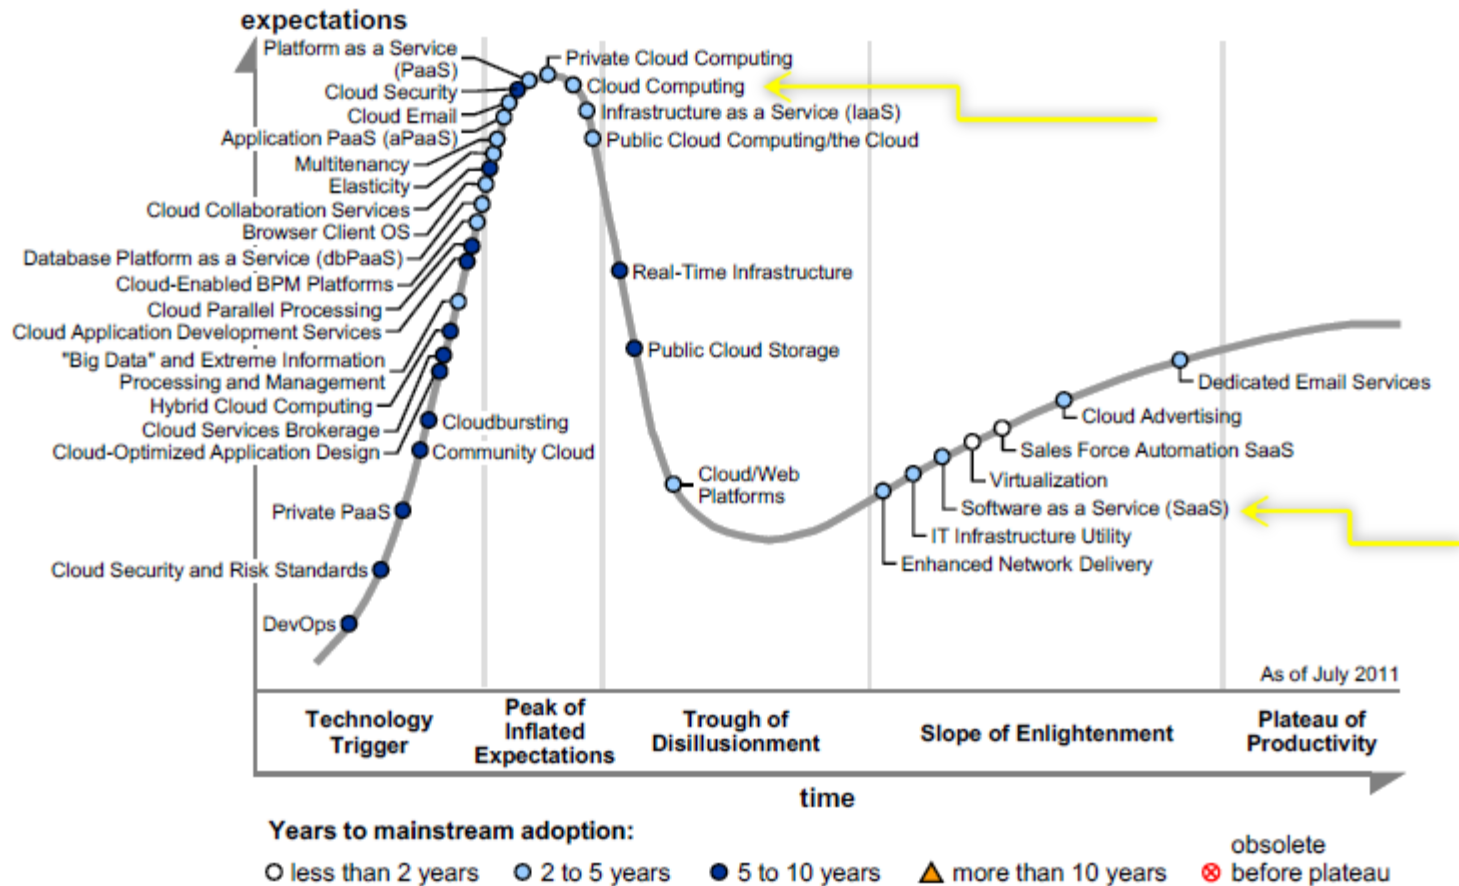 expectations
Platform as a Service
(PaaS)
Cloud Security
Cloud Email
Application PaaS (aPaaS)
Multitenancy
Elasticity
Cloud Collaboration Services
Browser Client OS
Database Platform as a Service (dbPaaS)
Cloud-Enabled BPM Platforms
Cloud Parallel Processing
Cloud Application Development Services
"Big Data" and Extreme Information
Processing and Management
Hybrid Cloud Computing
Cloud Services Brokerage
Cloud-Optimized Application Design
Cloudbursting
Community Cloud
Private PaaS
Cloud Security and Risk Standards
DevOps
Private Cloud Computing
Cloud Computing
Infrastructure as a Service (IaaS)
Public Cloud Computing/the Cloud
Real-Time Infrastructure
Public Cloud Storage
Cloud/Web
Platforms
Dedicated Email Services
Cloud Advertising
Sales Force Automation SaaS
Virtualization
Software as a Service (SaaS)
IT Infrastructure Utility
Enhanced Network Delivery
As of July 2011
Technology
Trigger
Peak of
Inflated
Expectations
Trough of
Disillusionment
Slope of Enlightenment
Plateau of
Productivity
time
Years to mainstream adoption:
less than 2 years
2 to 5 years
5 to 10 years
more than 10 years
obsolete
before plateau